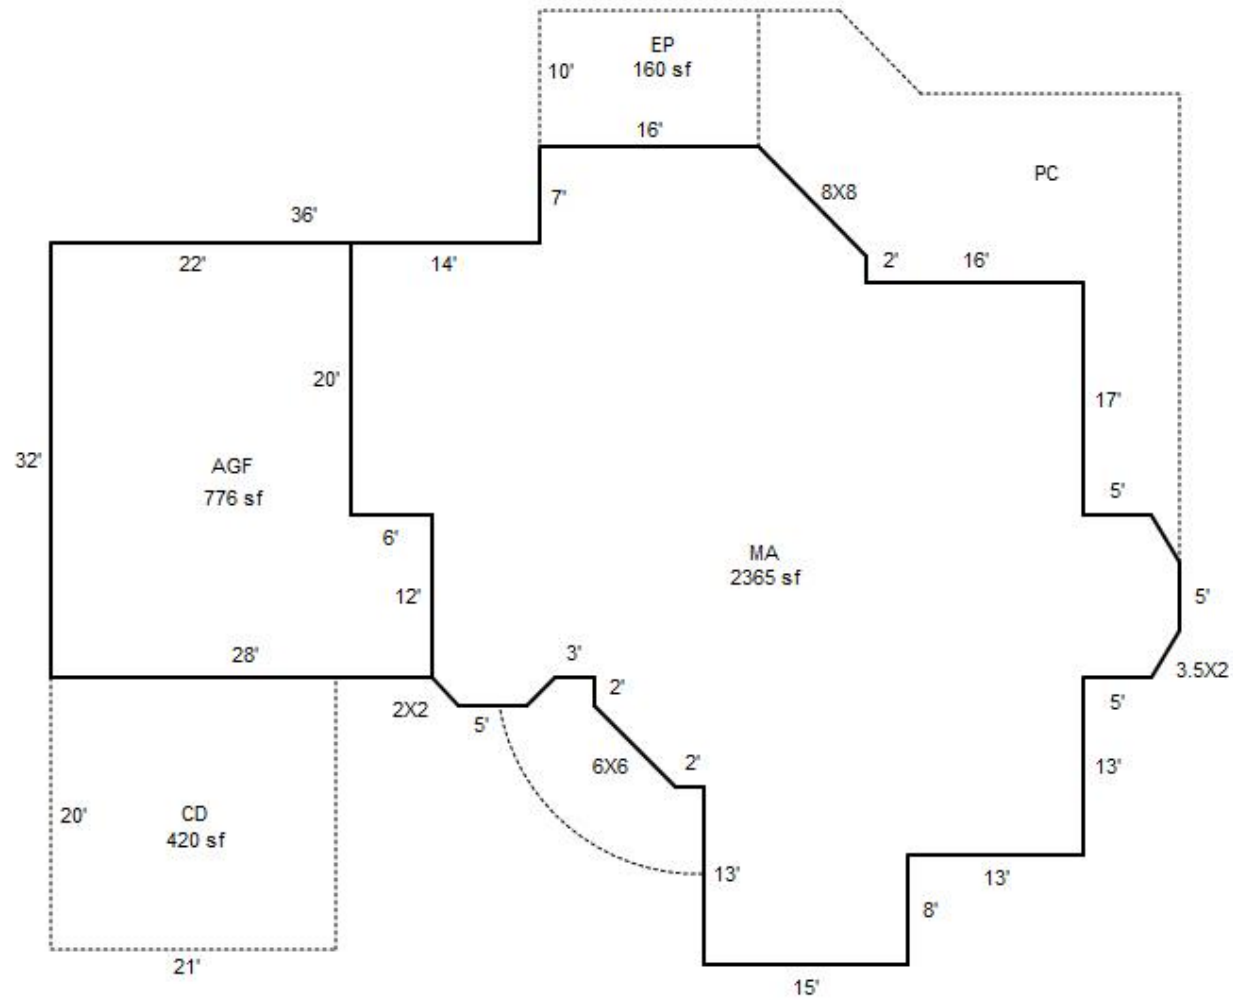 EP
160 sf
10'
16'
7'
8X8
PC
36'
22'
14'
2'
16'
20'
17'
32'
AGF
776 sf
5'
6'
MA
2365 sf
12'
5'
28'
3'
2'
3.5X2
2X2
5'
5'
6X6
2'
13'
20'
CD
420 sf
13'
13'
8'
21'
15'